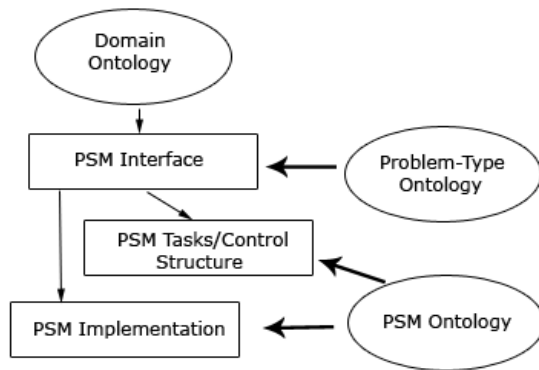 Domain
Ontology
PSM Interface
Problem-Type
Ontology
PSM Tasks/Control
Structure
PSM Implementation
PSM Ontology